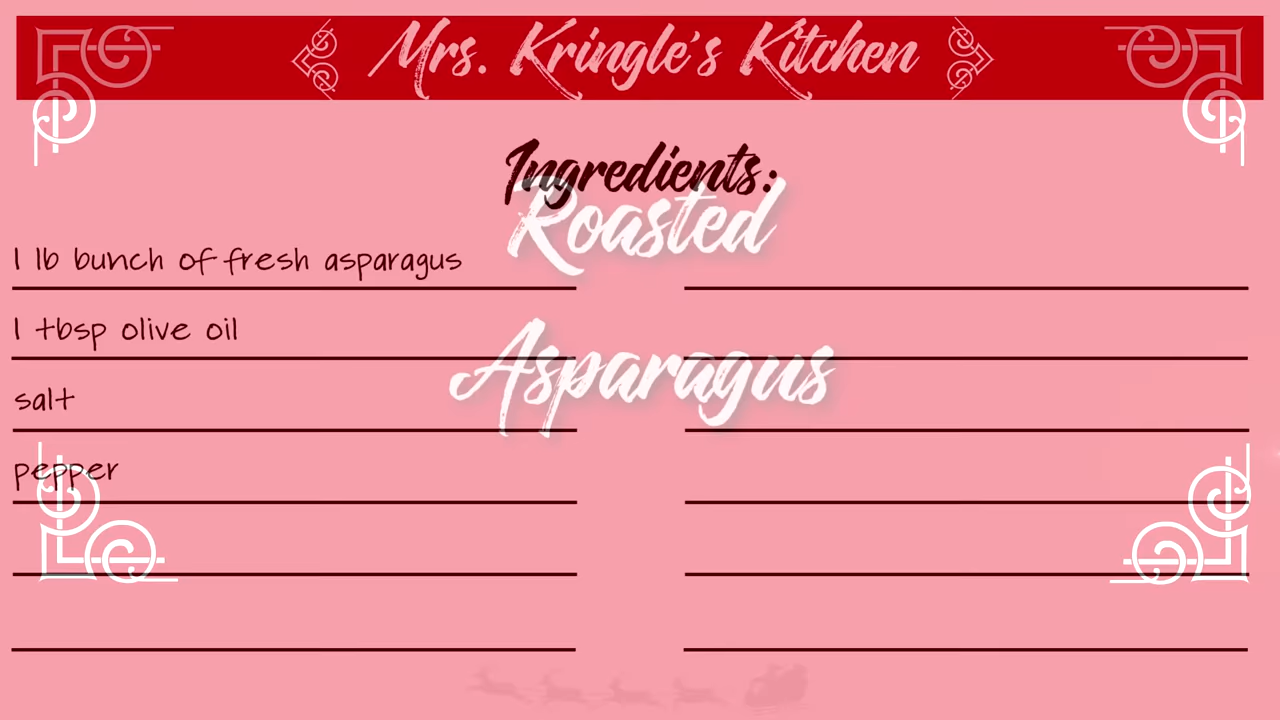 Mrs. Kringle's Kitchen
Ingredients:
Roasted
Asparagus
1 lb bunch of fresh asparagus
1 tbsp olive oil
salt
pepper